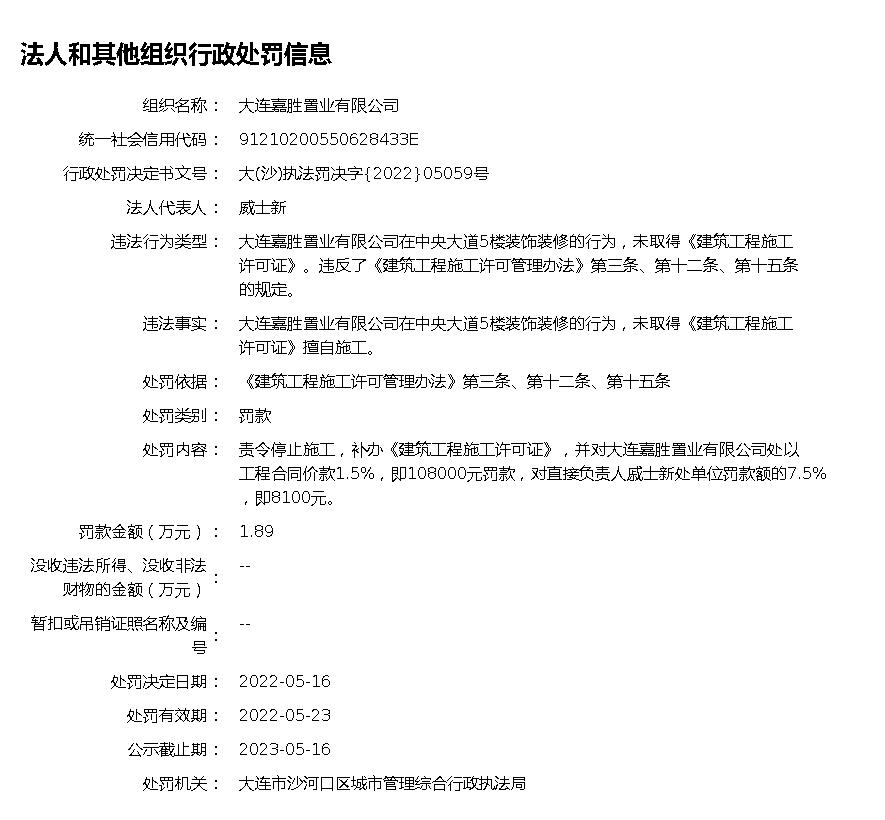 法人和其他组织行政处罚信息
组织名称： 大连嘉胜置业有限公司
统一社会信用代码： 91210200550628433E
行政处罚决定书文号： 大(沙)执法罚决字{2022}05059号
法人代表人： 威士新
违法行为类型： 大连嘉胜置业有限公司在中央大道5楼装饰装修的行为，未取得《建筑工程施工
许可证》。违反了《建筑工程施工许可管理办法》第三条、第十二条、第十五条
的规定。
违法事实： 大连嘉胜置业有限公司在中央大道5楼装饰装修的行为，未取得《建筑工程施工
许可证》擅自施工。
处罚依据： 《建筑工程施工许可管理办法》第三条、第十二条、第十五条
处罚类别： 罚款
处罚内容： 责令停止施工，补办《建筑工程施工许可证》，并对大连嘉胜置业有限公司处以
工程合同价款1.5%，即108000元罚款，对直接负责人戚士新处单位罚款额的7.5%
，即8100元。
罚款金额（万元）： 1.89
没收违法所得、没收非法
财物的金额（万元）： --
暂扣或吊销证照名称及编
号： --
处罚决定日期： 2022-05-16
处罚有效期： 2022-05-23
公示截止期： 2023-05-16
处罚机关： 大连市沙河口区城市管理综合行政执法局